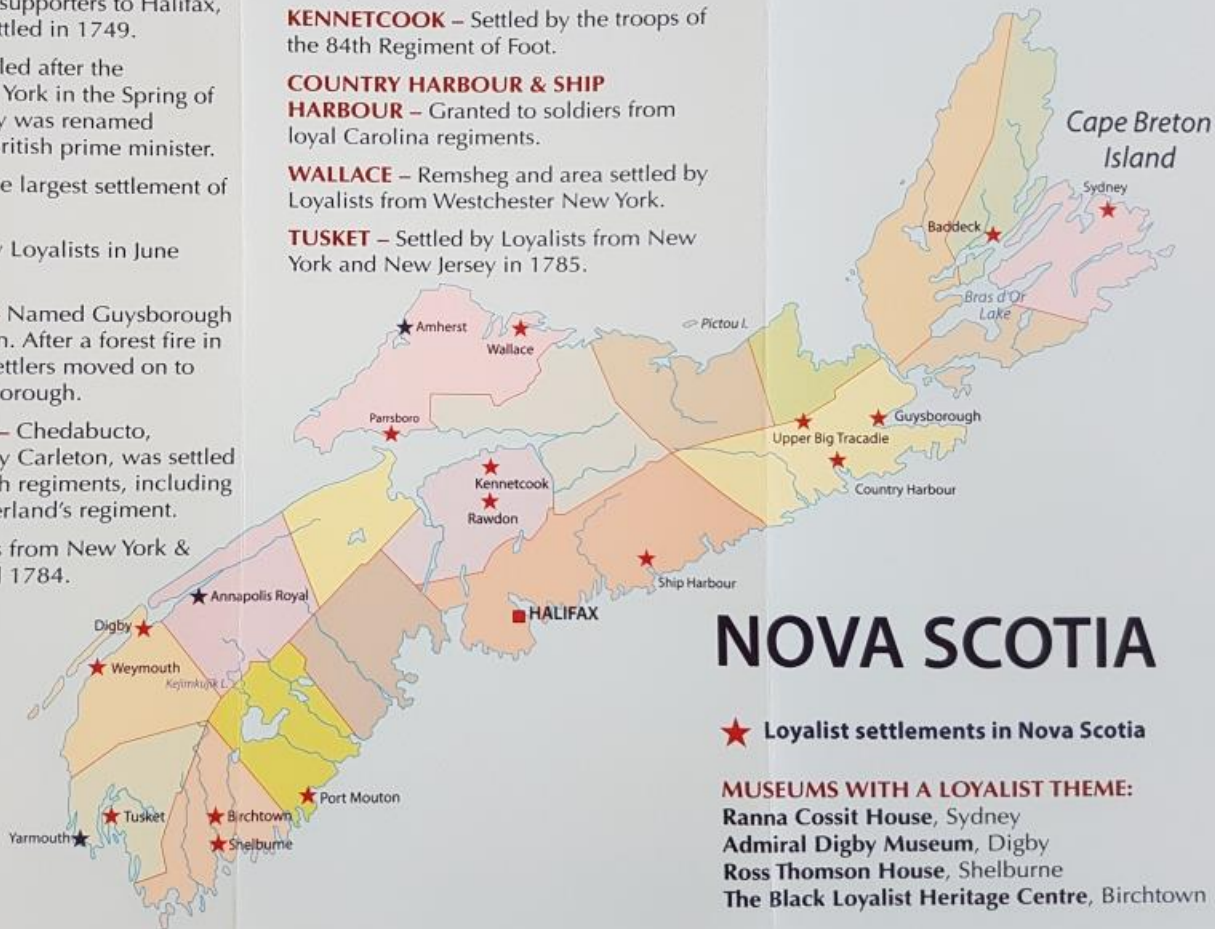 supporters to Halifax,
ttled in 1749.
led after the
York in the Spring of
y was renamed
ritish prime minister.
e largest settlement of
y Loyalists in June
Named Guysborough
n. After a forest fire in
ettlers moved on to
orough.
– Chedabucto,
y Carleton, was settled
h regiments, including
erland's regiment.
s from New York &
l 1784.
KENNETCOOK – Settled by the troops of
the 84th Regiment of Foot.
COUNTRY HARBOUR & SHIP
HARBOUR – Granted to soldiers from
loyal Carolina regiments.
WALLACE – Remsheg and area settled by
Loyalists from Westchester New York.
TUSKET – Settled by Loyalists from New
York and New Jersey in 1785.
Cape Breton
Island
Sydney
Baddeck
Bras d'Or
Lake
Pictou I.
Amherst
Wallace
Parrsboro
Guysborough
Upper Big Tracadie
Country Harbour
Kennetcook
Rawdon
Ship Harbour
HALIFAX
Annapolis Royal
Digby
Weymouth
Kejimkujik L.
Port Mouton
Tusket
Birchtown
Yarmouth
Shelburne
NOVA SCOTIA
Loyalist settlements in Nova Scotia
MUSEUMS WITH A LOYALIST THEME:
Ranna Cossit House, Sydney
Admiral Digby Museum, Digby
Ross Thomson House, Shelburne
The Black Loyalist Heritage Centre, Birchtown